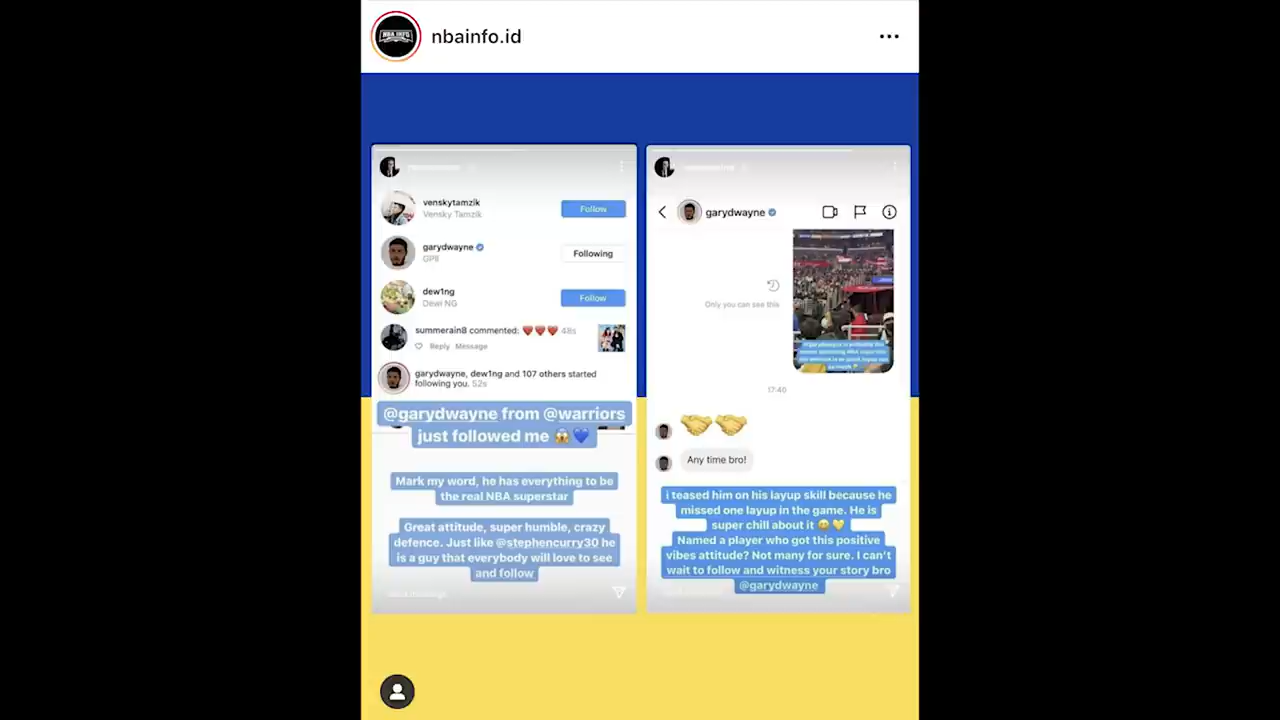 nbainfo.id
NBA INFO
venskytamzik
Vensky Tamzik
Follow
garydwayne
GP8
Following
dew1ng
Dewi NG
Follow
summerain8 commented: ❤️❤️❤️ 48s
Reply Message
garydwayne, dew1ng and 107 others started
following you. 52s
@garydwayne from @warriors
just followed me 😱💙
Mark my word, he has everything to be
the real NBA superstar
Great attitude, super humble, crazy
defence. Just like @stephencurry30 he
is a guy that everybody will love to see
and follow
garydwayne
Only you can see this
17:40
🤝🤝
Any time bro!
i teased him on his layup skill because he
missed one layup in the game. He is
super chill about it 😂💛
Named a player who got this positive
vibes attitude? Not many for sure. I can't
wait to follow and witness your story bro
@garydwayne